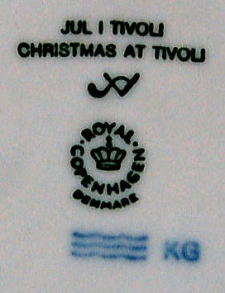 JUL I TIVOLI
CHRISTMAS AT TIVOLI
ROYAL
COPENHAGEN
DENMARK
KG